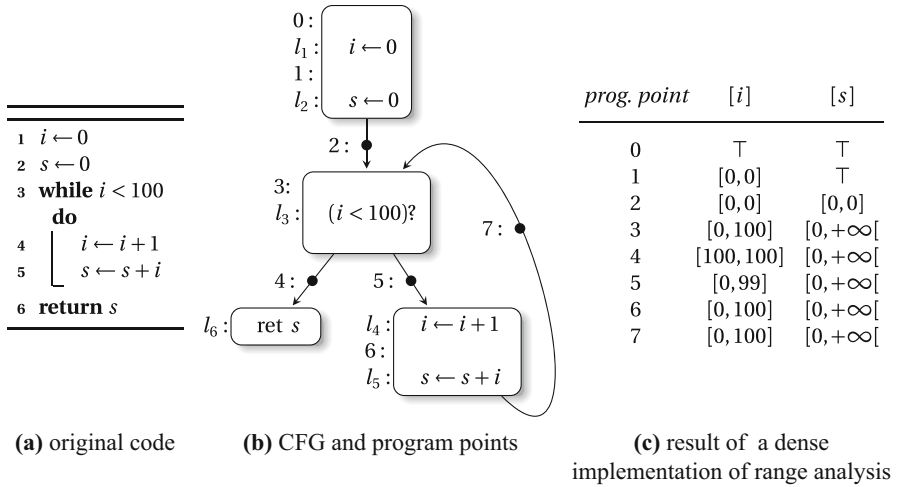 1 i ← 0
2 s ← 0
3 while i < 100
do
4 i ← i + 1
5 s ← s + i
6 return s
(a) original code
0:
l₁: i ← 0
1:
l₂: s ← 0
2:
3:
l₃: (i < 100)?
7:
4: 5:
l₆: ret s
l₄: i ← i + 1
6:
l₅: s ← s + i
(b) CFG and program points
prog. point [i] [s]
0 ⊤ ⊤
1 [0,0] ⊤
2 [0,0] [0,0]
3 [0,100] [0,+∞[
4 [100,100] [0,+∞[
5 [0,99] [0,+∞[
6 [0,100] [0,+∞[
7 [0,100] [0,+∞[
(c) result of a dense
implementation of range analysis